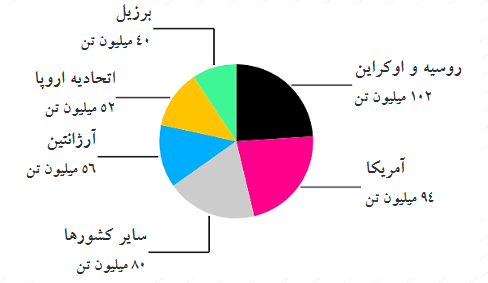 برزیل
۴۰ میلیون تن
روسیه و اوکراین
۱۰۲ میلیون تن
اتحادیه اروپا
۵۲ میلیون تن
آرژانتین
۵۶ میلیون تن
آمریکا
۹۴ میلیون تن
سایر کشورها
۸۰ میلیون تن